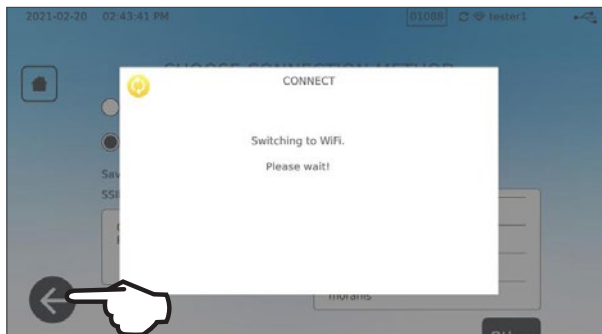 2021-02-20 02:43:41 PM 01088 tester1
CHOOSE CONNECTION METHOD
CONNECT
Switching to WiFi.
Please wait!
Sav
SSI
moranis